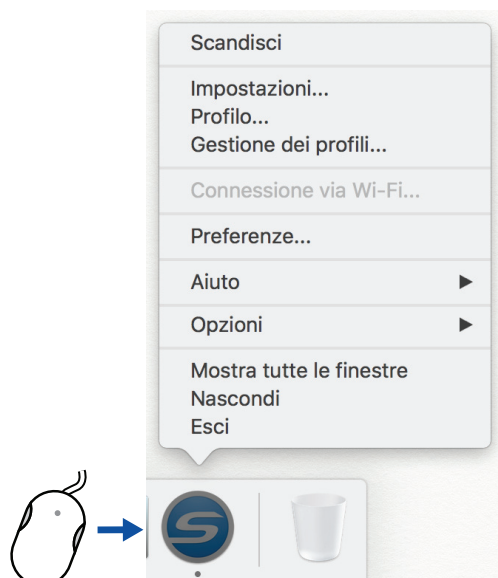 Scandisci
Impostazioni...
Profilo...
Gestione dei profili...
Connessione via Wi-Fi...
Preferenze...
Aiuto
Opzioni
Mostra tutte le finestre
Nascondi
Esci